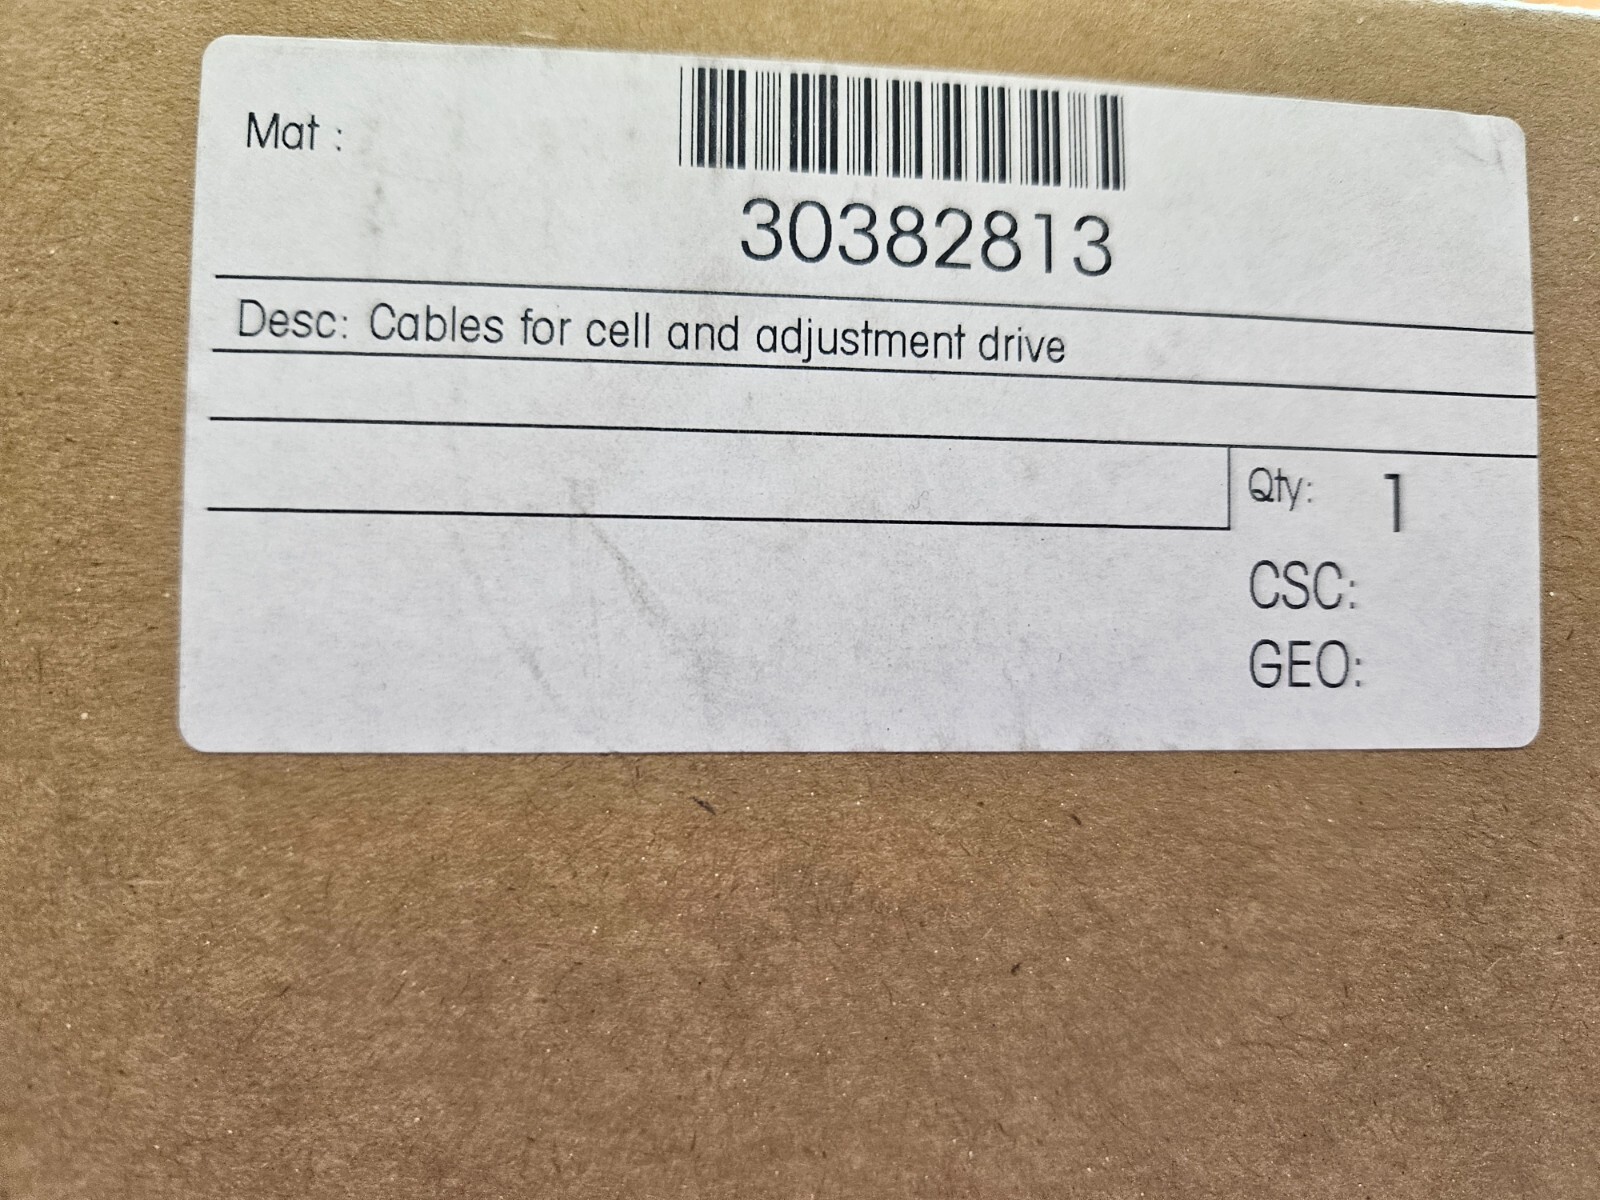 Mat :
30382813
Desc: Cables for cell and adjustment drive
Qty: 1
CSC:
GEO: